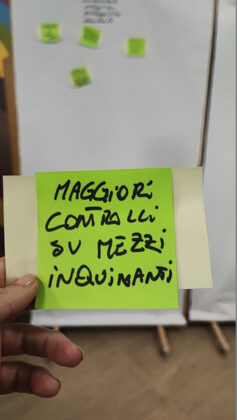 MAGGIORI
CONTROLLI
SU MEZZI
INQUINANTI